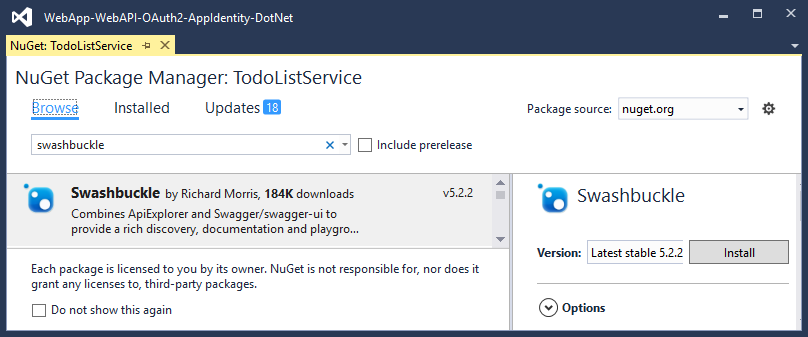 WebApp-WebAPI-OAuth2-AppIdentity-DotNet
NuGet: TodoListService
NuGet Package Manager: TodoListService
Browse Installed Updates 18
Package source: nuget.org
swashbuckle
Include prerelease
Swashbuckle by Richard Morris, 184K downloads v5.2.2
Combines ApiExplorer and Swagger/swagger-ui to
provide a rich discovery, documentation and playgro...
Each package is licensed to you by its owner. NuGet is not responsible for, nor does it
grant any licenses to, third-party packages.
Do not show this again
Swashbuckle
Version: Latest stable 5.2.2 Install
Options